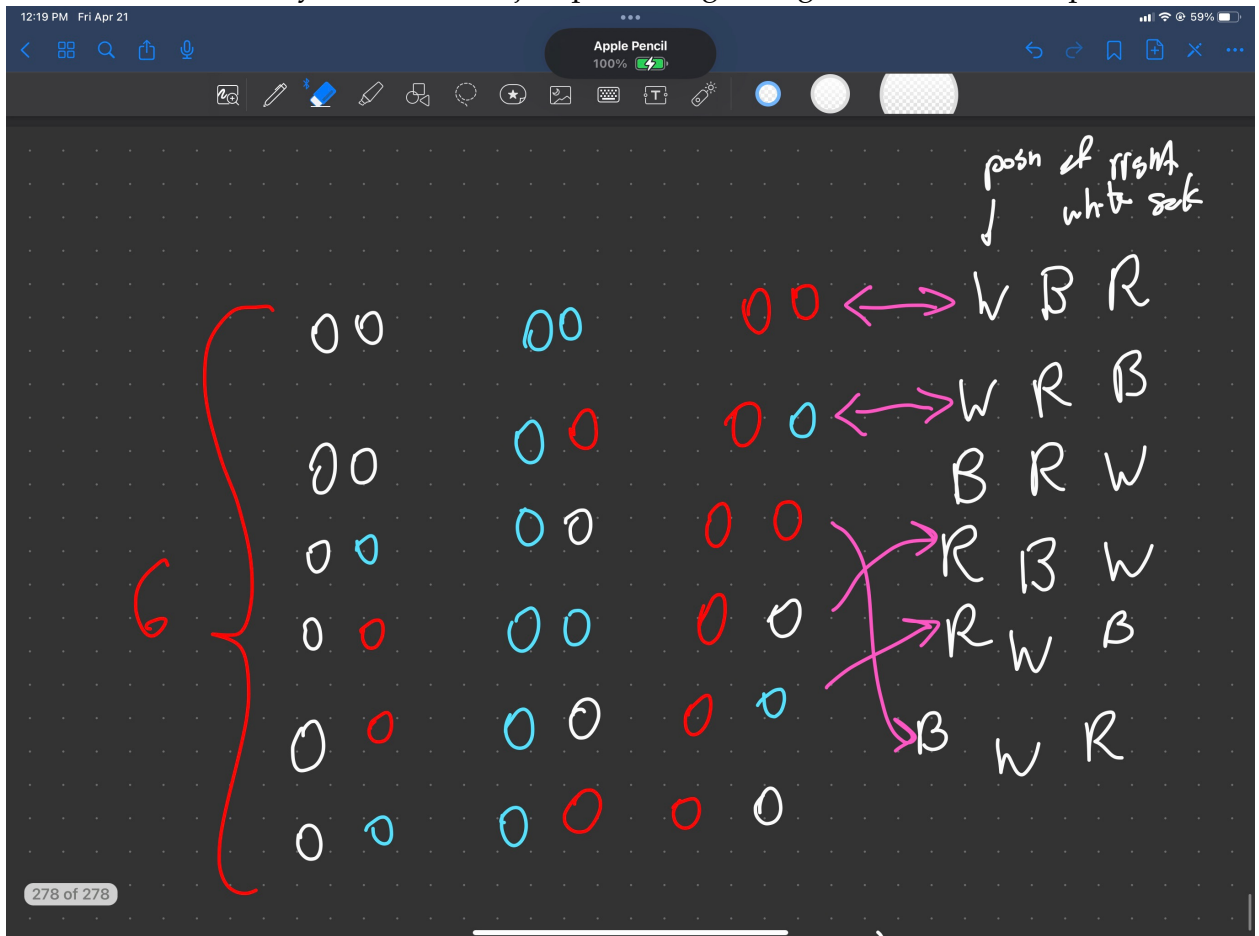 12:19 PM Fri Apr 21
59%
Apple Pencil
100%
T
posn of right
white sock
W B R
W R B
B R W
R B W
6
R W B
B W R
278 of 278